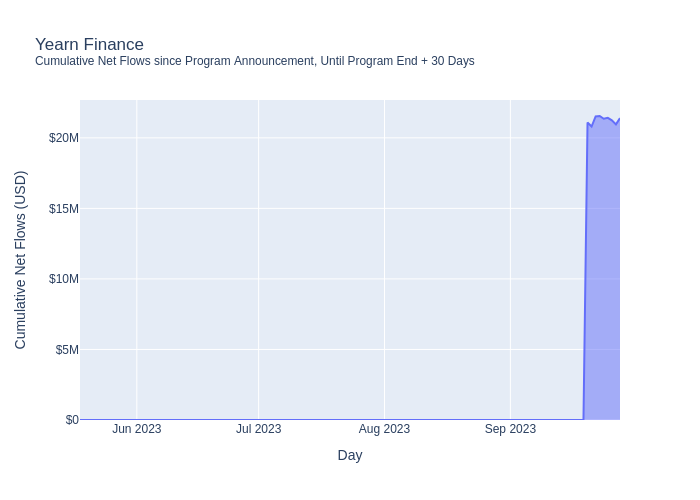 Yearn Finance
Cumulative Net Flows since Program Announcement, Until Program End + 30 Days
Cumulative Net Flows (USD)
$20M
$15M
$10M
$5M
$0
Jun 2023
Jul 2023
Aug 2023
Sep 2023
Day